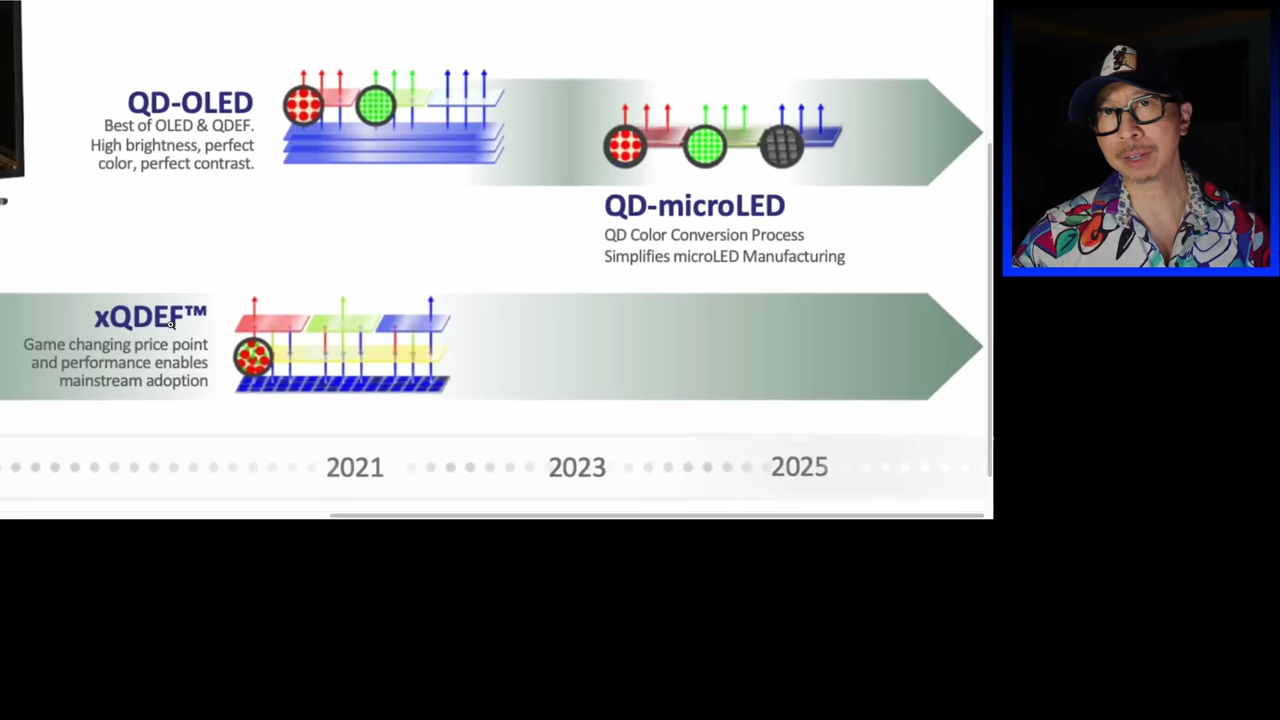 QD-OLED
Best of OLED & QDEF.
High brightness, perfect
color, perfect contrast.
QD-microLED
QD Color Conversion Process
Simplifies microLED Manufacturing
xQDEF™
Game changing price point
and performance enables
mainstream adoption
2021
2023
2025